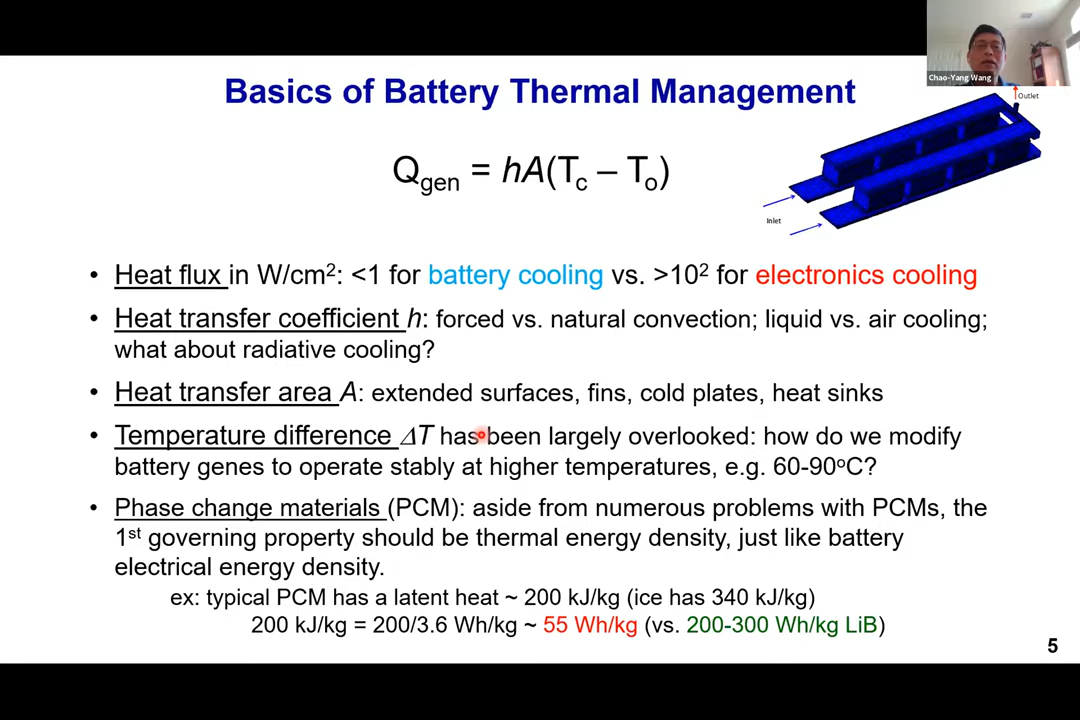 Chao-Yang Wang
Basics of Battery Thermal Management
Outlet
Q_gen = hA(T_c – T_o)
Inlet
• Heat flux in W/cm²: <1 for battery cooling vs. >10² for electronics cooling
• Heat transfer coefficient h: forced vs. natural convection; liquid vs. air cooling;
what about radiative cooling?
• Heat transfer area A: extended surfaces, fins, cold plates, heat sinks
• Temperature difference ΔT has been largely overlooked: how do we modify
battery genes to operate stably at higher temperatures, e.g. 60-90°C?
• Phase change materials (PCM): aside from numerous problems with PCMs, the
1st governing property should be thermal energy density, just like battery
electrical energy density.
ex: typical PCM has a latent heat ~ 200 kJ/kg (ice has 340 kJ/kg)
200 kJ/kg = 200/3.6 Wh/kg ~ 55 Wh/kg (vs. 200-300 Wh/kg LiB)
5